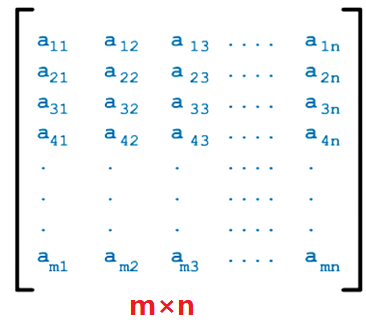 a11 a12 a13 .... a1n
a21 a22 a23 .... a2n
a31 a32 a33 .... a3n
a41 a42 a43 .... a4n
. . . .... .
. . . .... .
. . . .... .
am1 am2 am3 .... amn
m×n